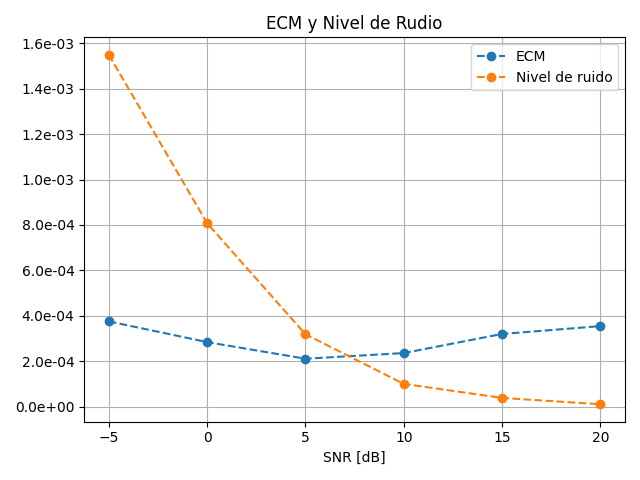 ECM y Nivel de Rudio
1.6e-03
1.4e-03
1.2e-03
1.0e-03
8.0e-04
6.0e-04
4.0e-04
2.0e-04
0.0e+00
ECM
Nivel de ruido
−5 0 5 10 15 20
SNR [dB]